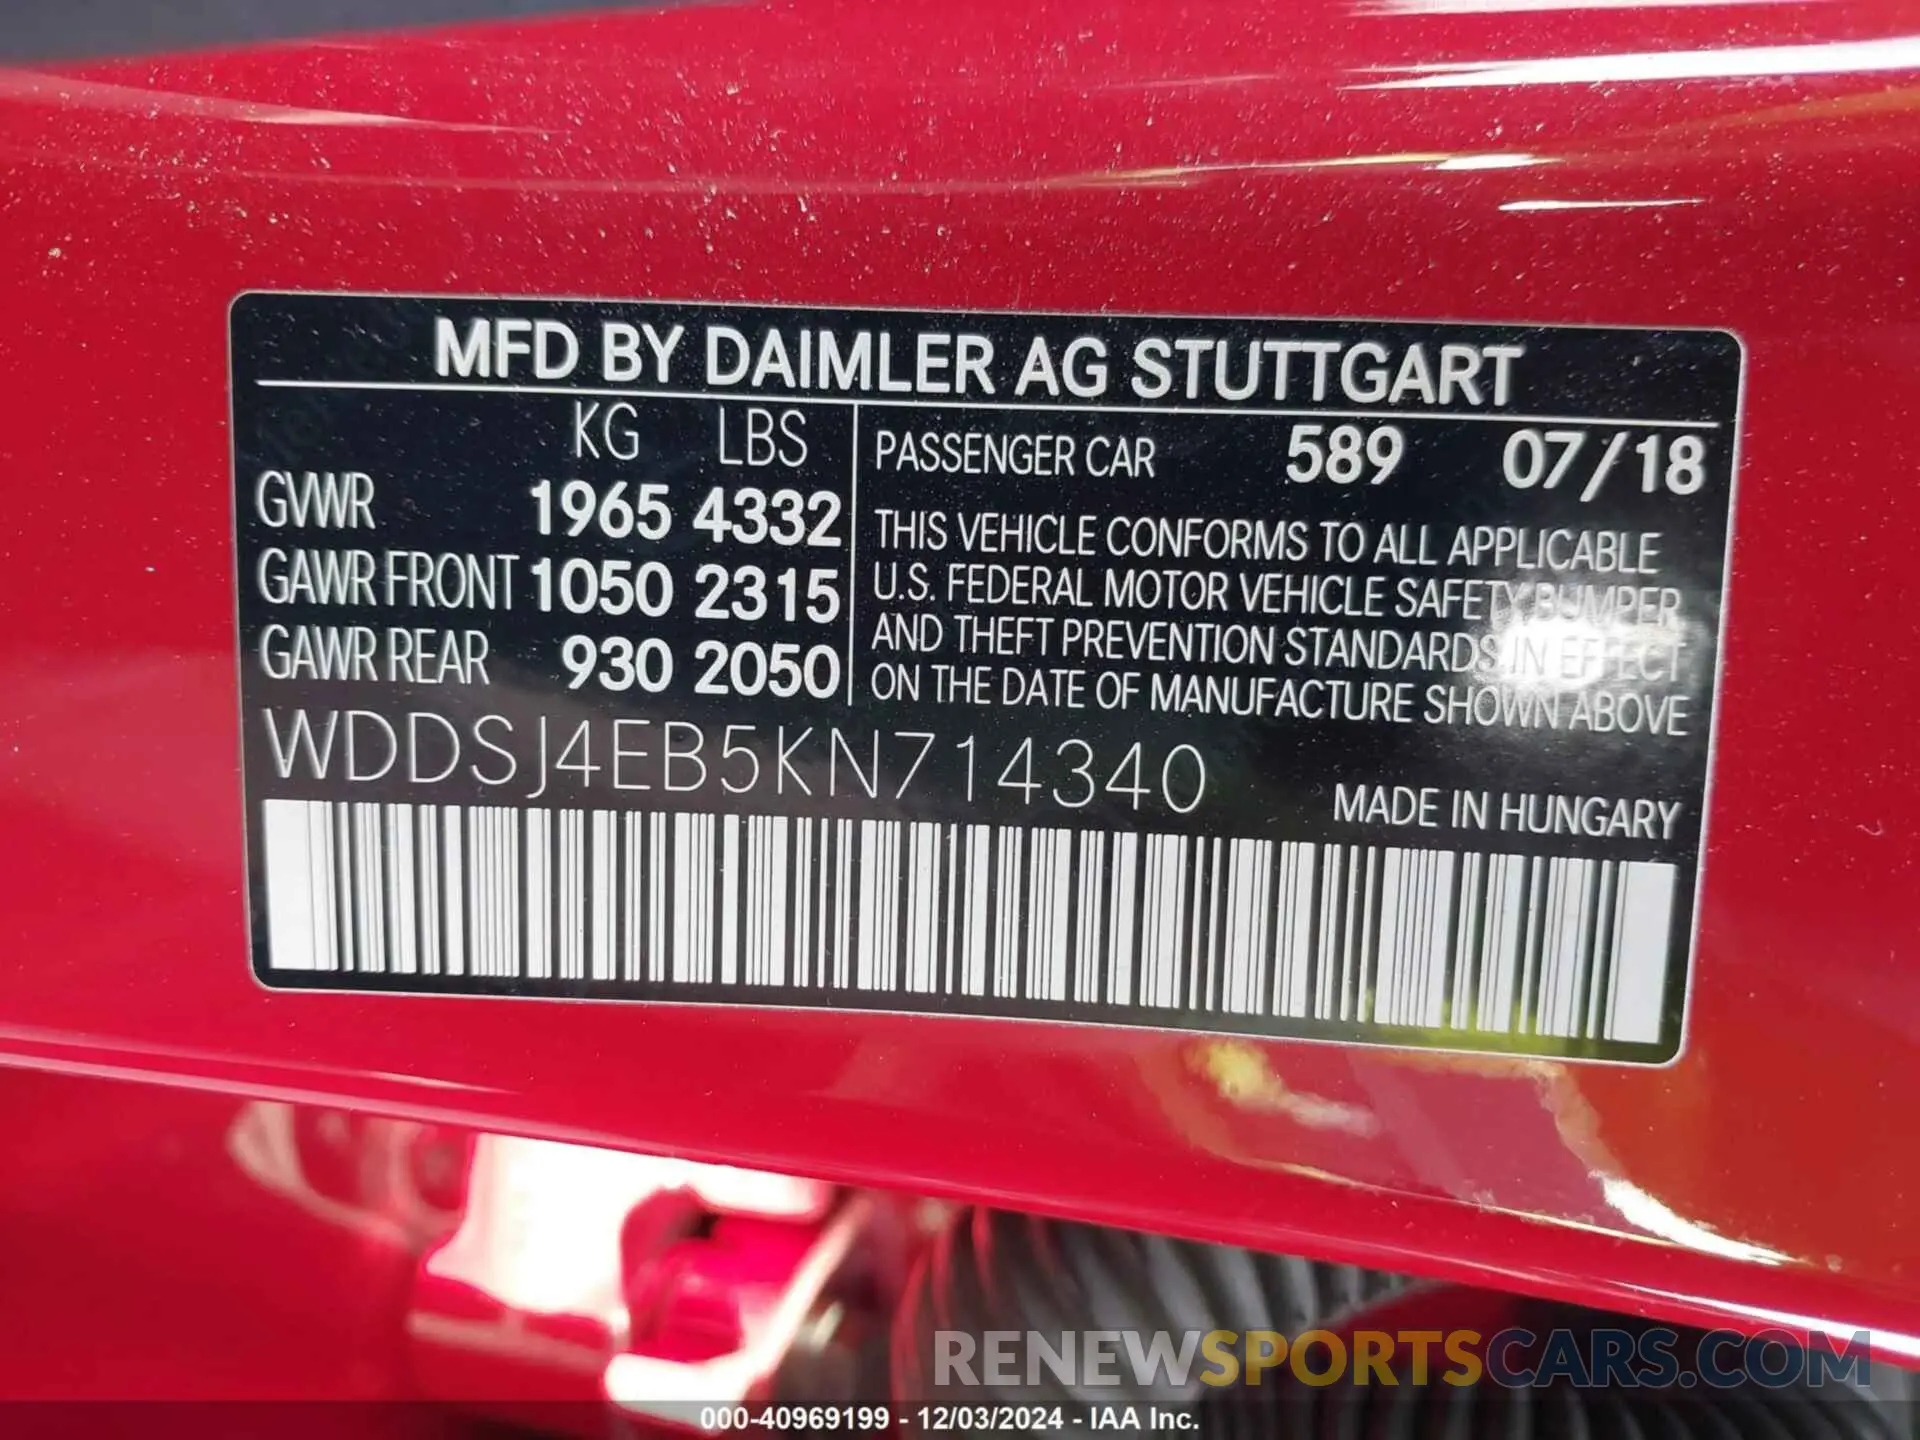 MFD BY DAIMLER AG STUTTGART
KG LBS
GVWR 1965 4332
GAWR FRONT 1050 2315
GAWR REAR 930 2050
PASSENGER CAR 589 07/18
THIS VEHICLE CONFORMS TO ALL APPLICABLE
U.S. FEDERAL MOTOR VEHICLE SAFETY BUMPER
AND THEFT PREVENTION STANDARDS IN EFFECT
ON THE DATE OF MANUFACTURE SHOWN ABOVE
WDDSJ4EB5KN714340
MADE IN HUNGARY
RENEWSPORTSCARS.COM
000-40969199 - 12/03/2024 - IAA Inc.